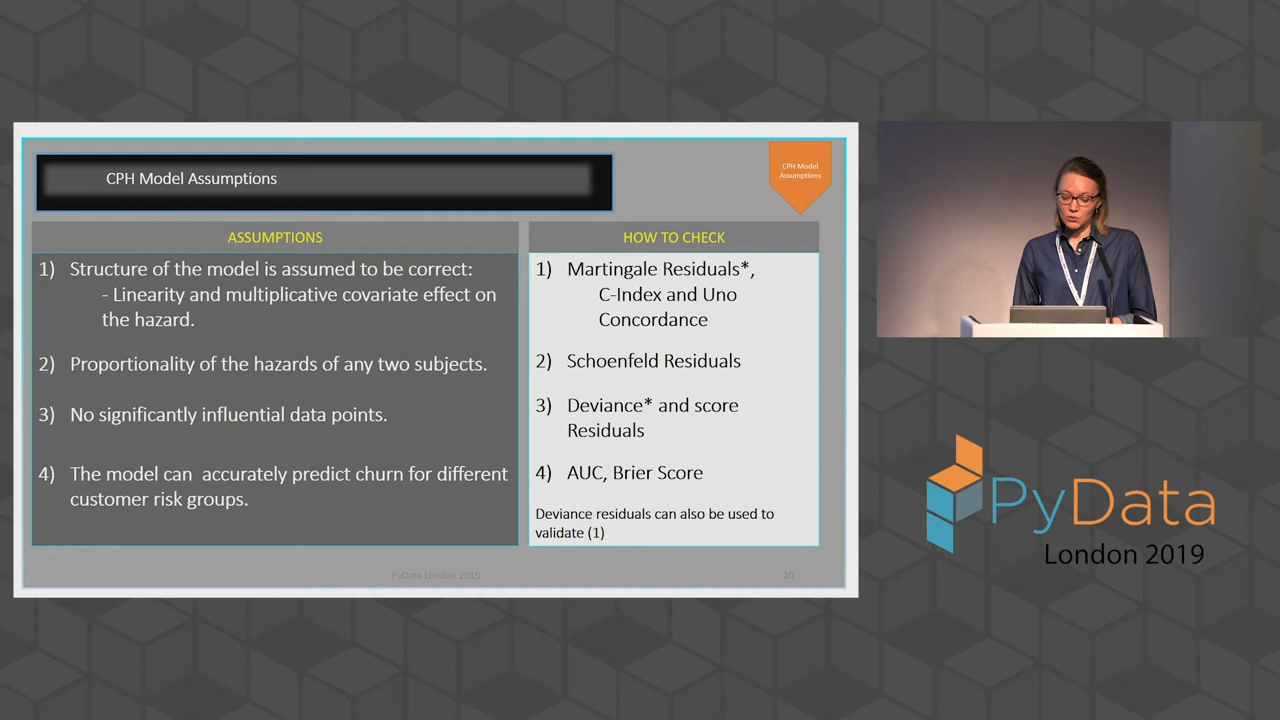 CPH Model Assumptions
CPH Model
Assumptions
ASSUMPTIONS
1) Structure of the model is assumed to be correct:
- Linearity and multiplicative covariate effect on
the hazard.
2) Proportionality of the hazards of any two subjects.
3) No significantly influential data points.
4) The model can accurately predict churn for different
customer risk groups.
HOW TO CHECK
1) Martingale Residuals*,
C-Index and Uno
Concordance
2) Schoenfeld Residuals
3) Deviance* and score
Residuals
4) AUC, Brier Score
Deviance residuals can also be used to
validate (1)
PyData London 2019
20
PyData
London 2019